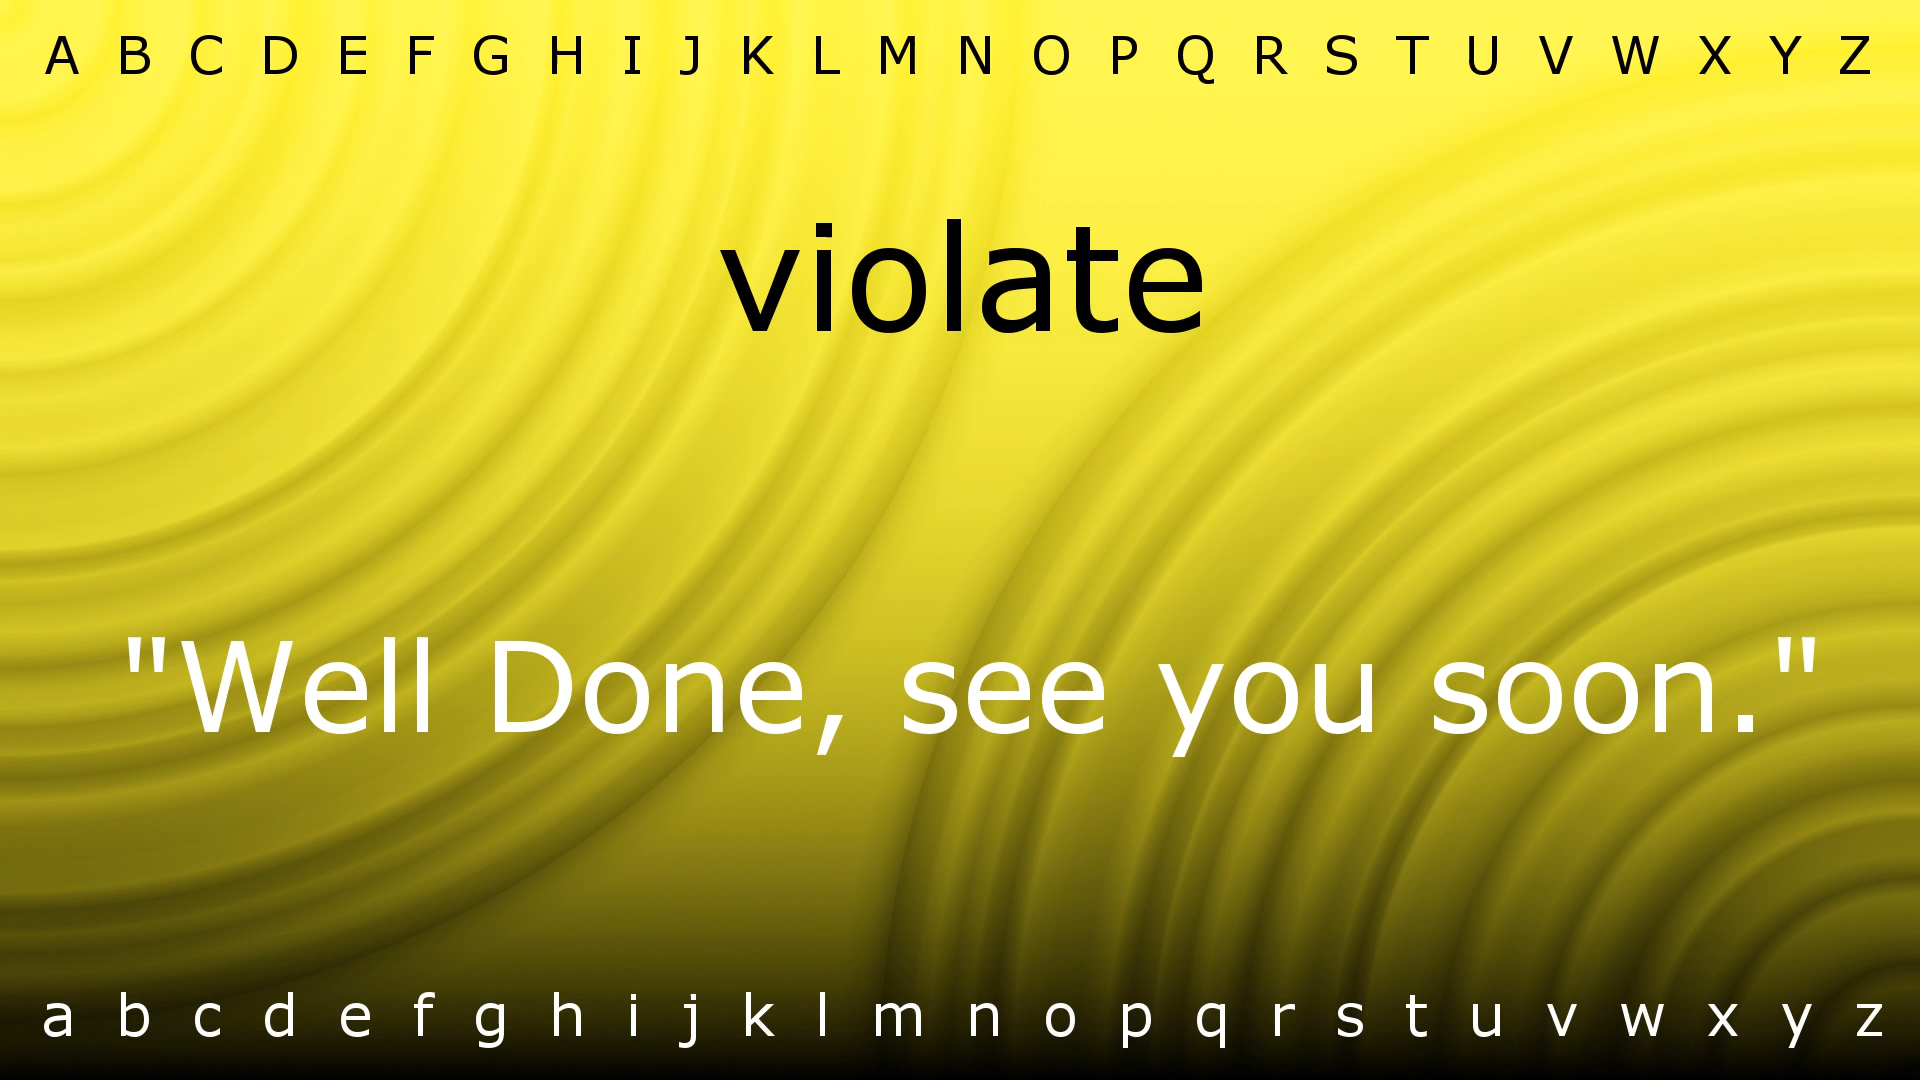 A B C D E F G H I J K L M N O P Q R S T U V W X Y Z
violate
"Well Done, see you soon."
a b c d e f g h i j k l m n o p q r s t u v w x y z